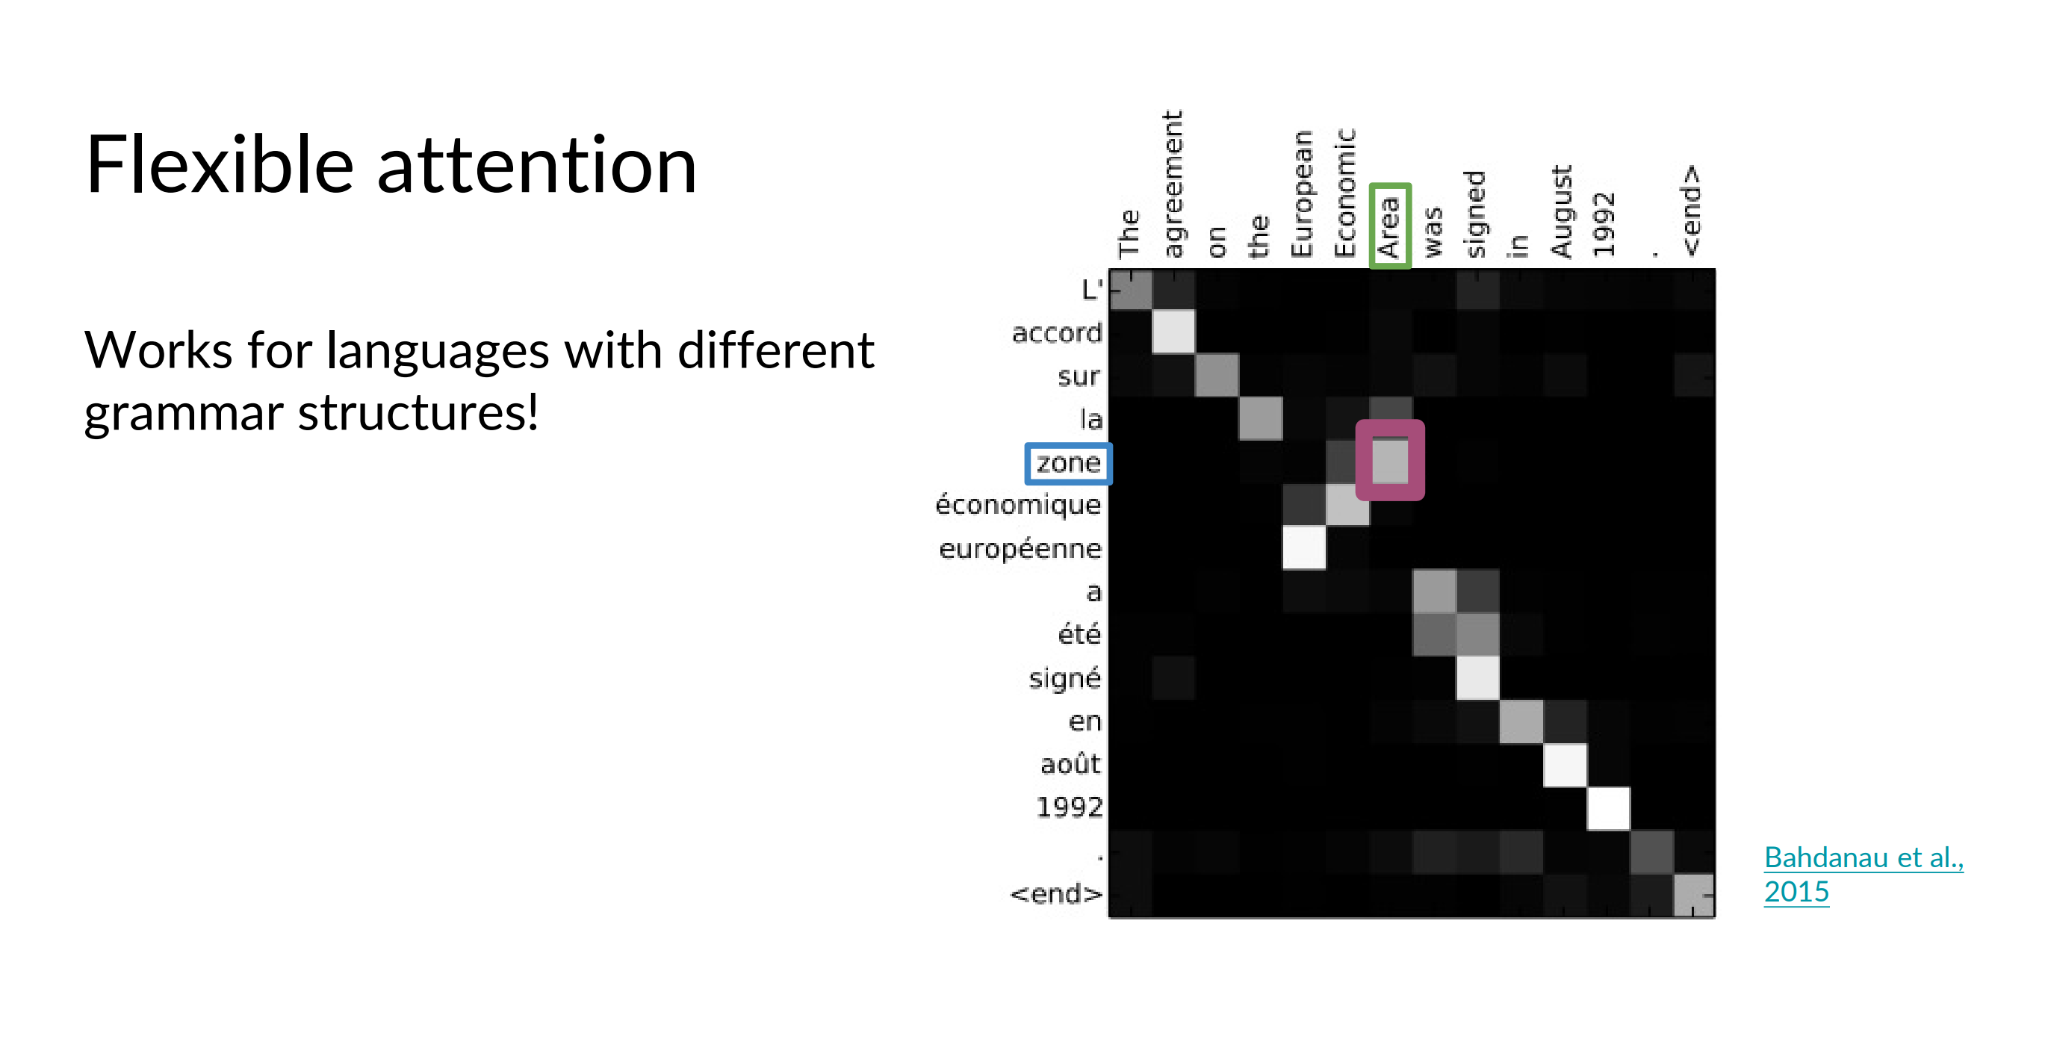 Flexible attention
Works for languages with different
grammar structures!
The
agreement
on
the
European
Economic
Area
was
signed
in
August
1992
.
<end>
L'
accord
sur
la
zone
économique
européenne
a
été
signé
en
août
1992
.
<end>
Bahdanau et al.,
2015